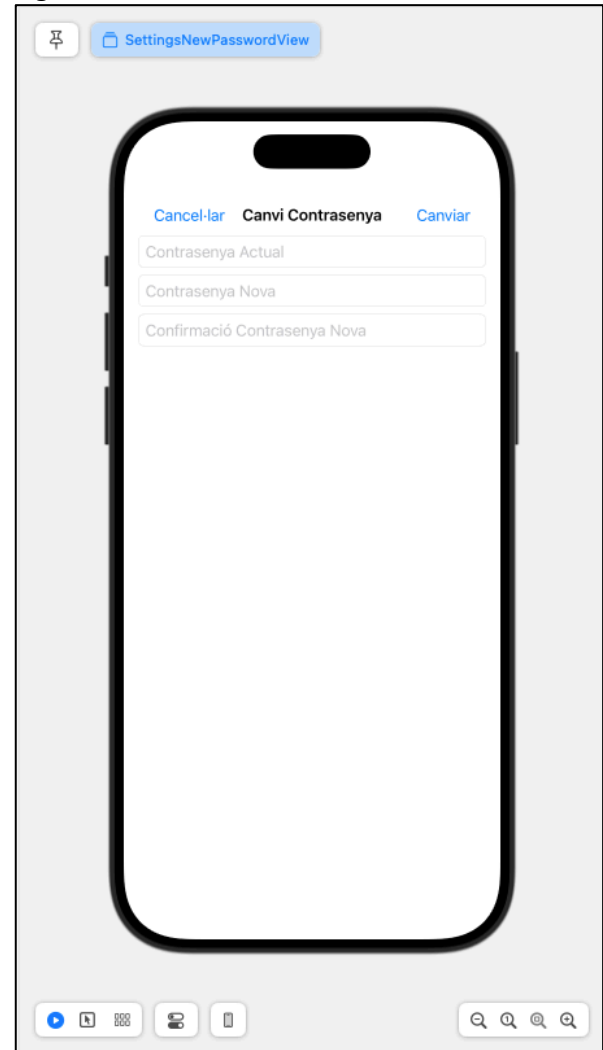 SettingsNewPasswordView
Cancel·lar Canvi Contrasenya Canviar
Contrasenya Actual
Contrasenya Nova
Confirmació Contrasenya Nova